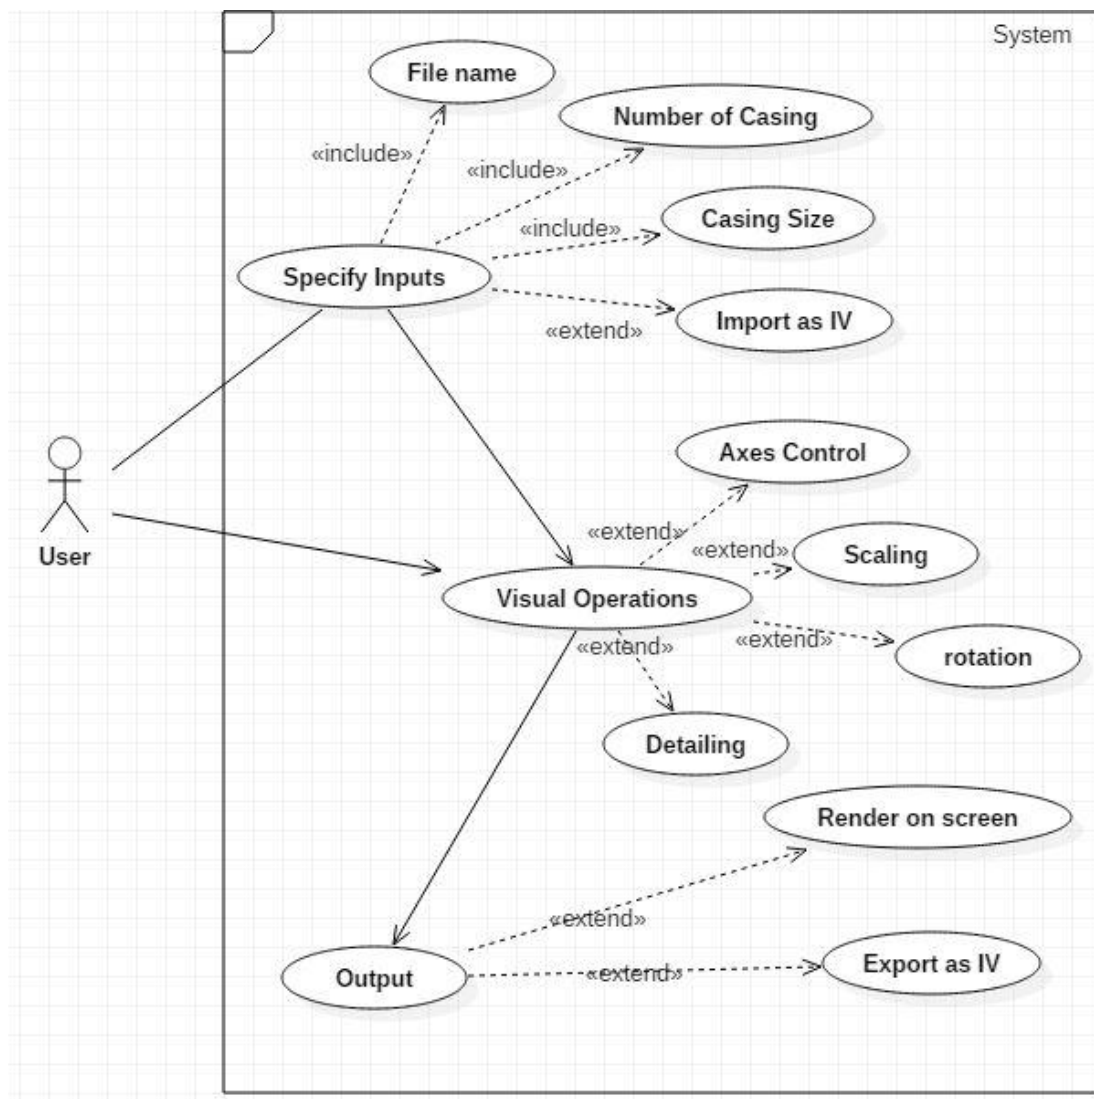 System
File name
Number of Casing
«include»
«include»
Casing Size
«include»
Specify Inputs
Import as IV
«extend»
Axes Control
«extend»
«extend»
Scaling
User
Visual Operations
«extend»
«extend»
rotation
Detailing
Render on screen
«extend»
Output
«extend»
Export as IV